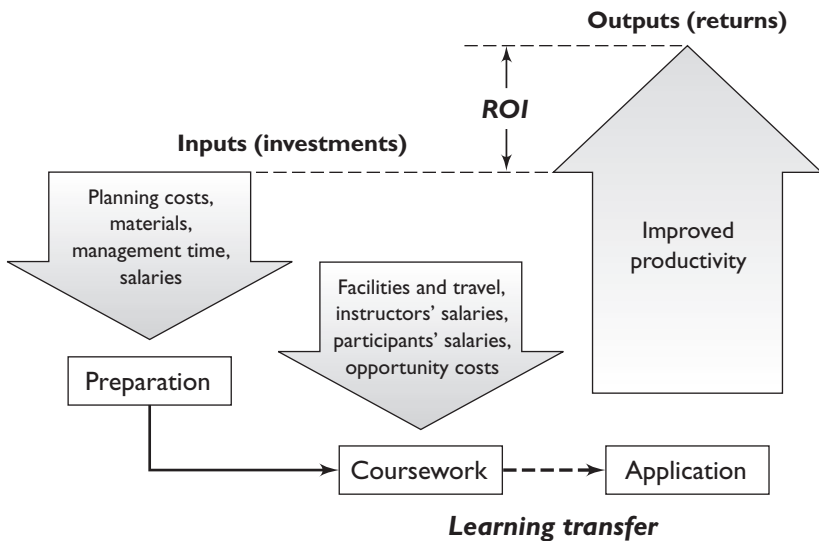 Outputs (returns)
ROI
Inputs (investments)
Planning costs,
materials,
management time,
salaries
Improved
productivity
Facilities and travel,
instructors' salaries,
participants' salaries,
opportunity costs
Preparation
Coursework
Application
Learning transfer